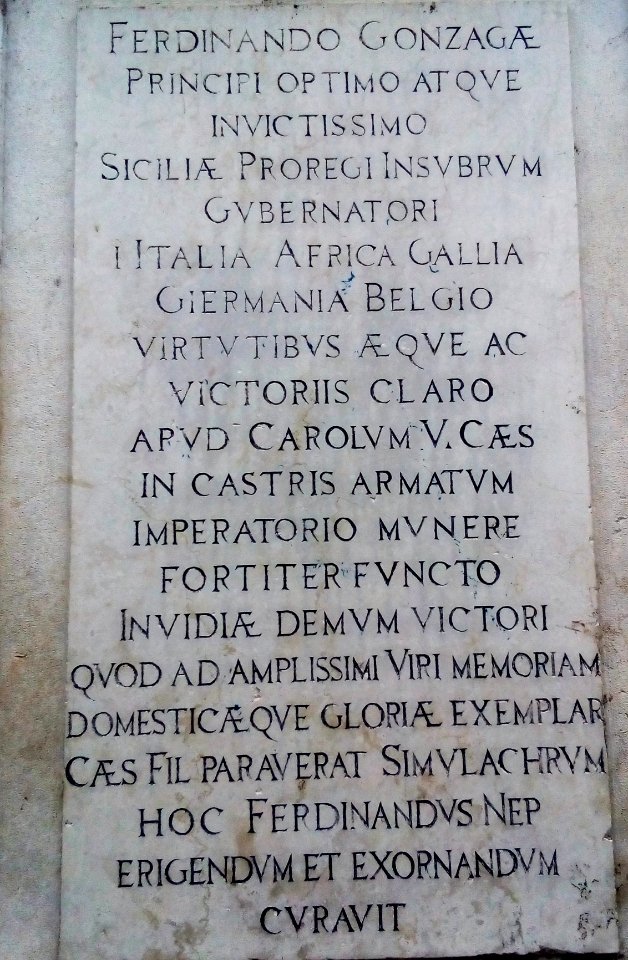 FERDINANDO GONZAGÆ
PRINCIPI OPTIMO ATQVE
INVICTISSIMO
SICILIÆ PROREGI INSVBRVM
GVBERNATORI
I ITALIA AFRICA GALLIA
GIERMANIA BELGIO
VIRTVTIBVS ÆQVE AC
VICTORIIS CLARO
APVD CAROLVM V. CÆS
IN CASTRIS ARMATVM
IMPERATORIO MVNERE
FORTITER FVNCTO
INVIDIÆ DEMVM VICTORI
QVOD AD AMPLISSIMI VIRI MEMORIAM
DOMESTICÆQVE GLORIÆ EXEMPLAR
CÆS FIL PARAVERAT SIMVLACHRVM
HOC FERDINANDVS NEP
ERIGENDVM ET EXORNANDVM
CVRAVIT